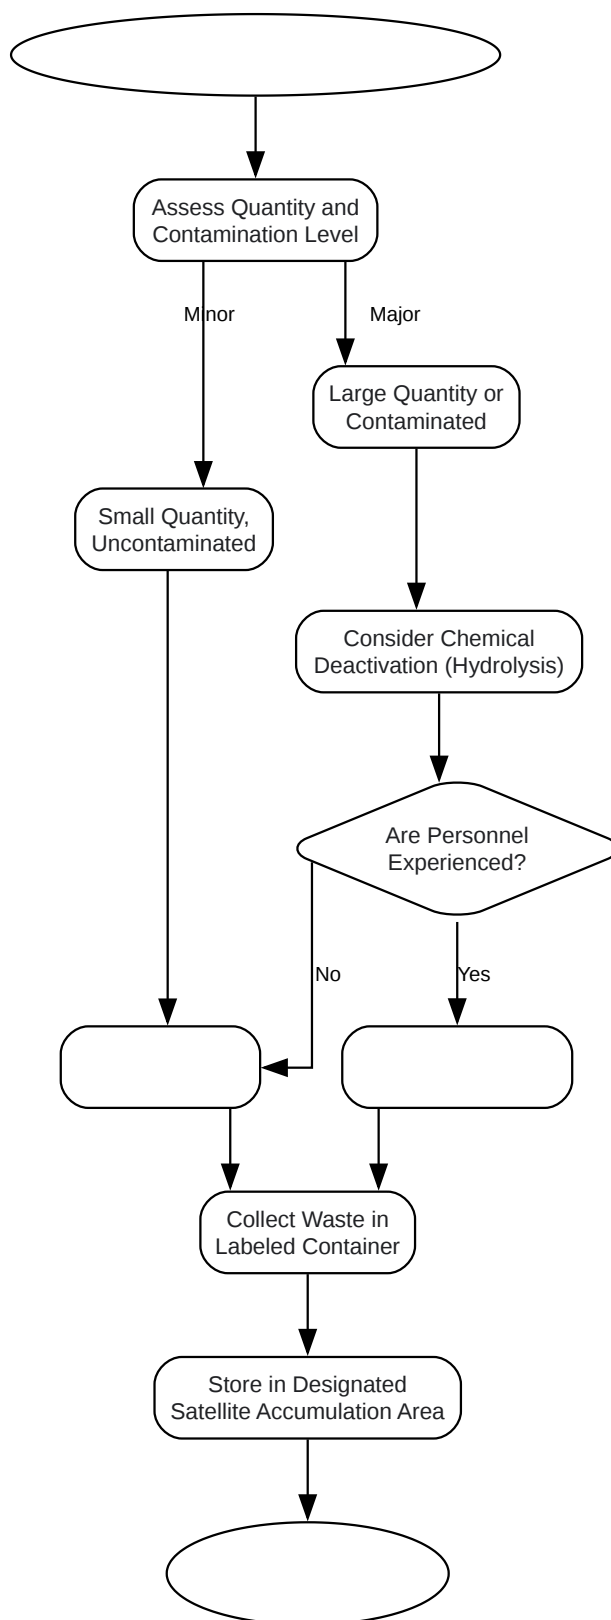 Assess Quantity and
Contamination Level
Minor
Major
Large Quantity or
Contaminated
Small Quantity,
Uncontaminated
Consider Chemical
Deactivation (Hydrolysis)
Are Personnel
Experienced?
No
Yes
Collect Waste in
Labeled Container
Store in Designated
Satellite Accumulation Area